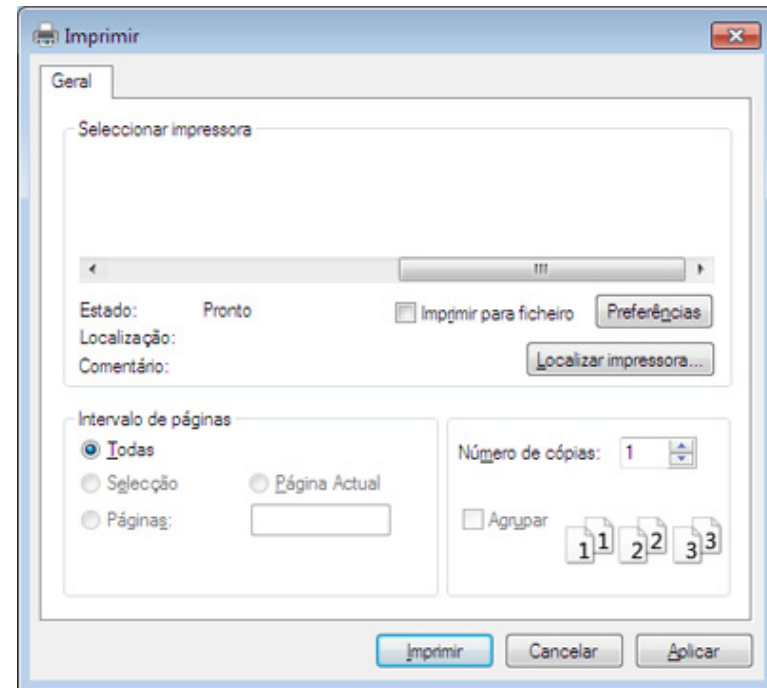 Imprimir
Geral
Seleccionar impressora
Estado: Pronto
Imprimir para ficheiro
Preferências
Localização:
Comentário:
Localizar impressora...
Intervalo de páginas
Todas
Selecção
Página Actual
Páginas:
Número de cópias: 1
Agrupar
1 1 2 2 3 3
Imprimir
Cancelar
Aplicar